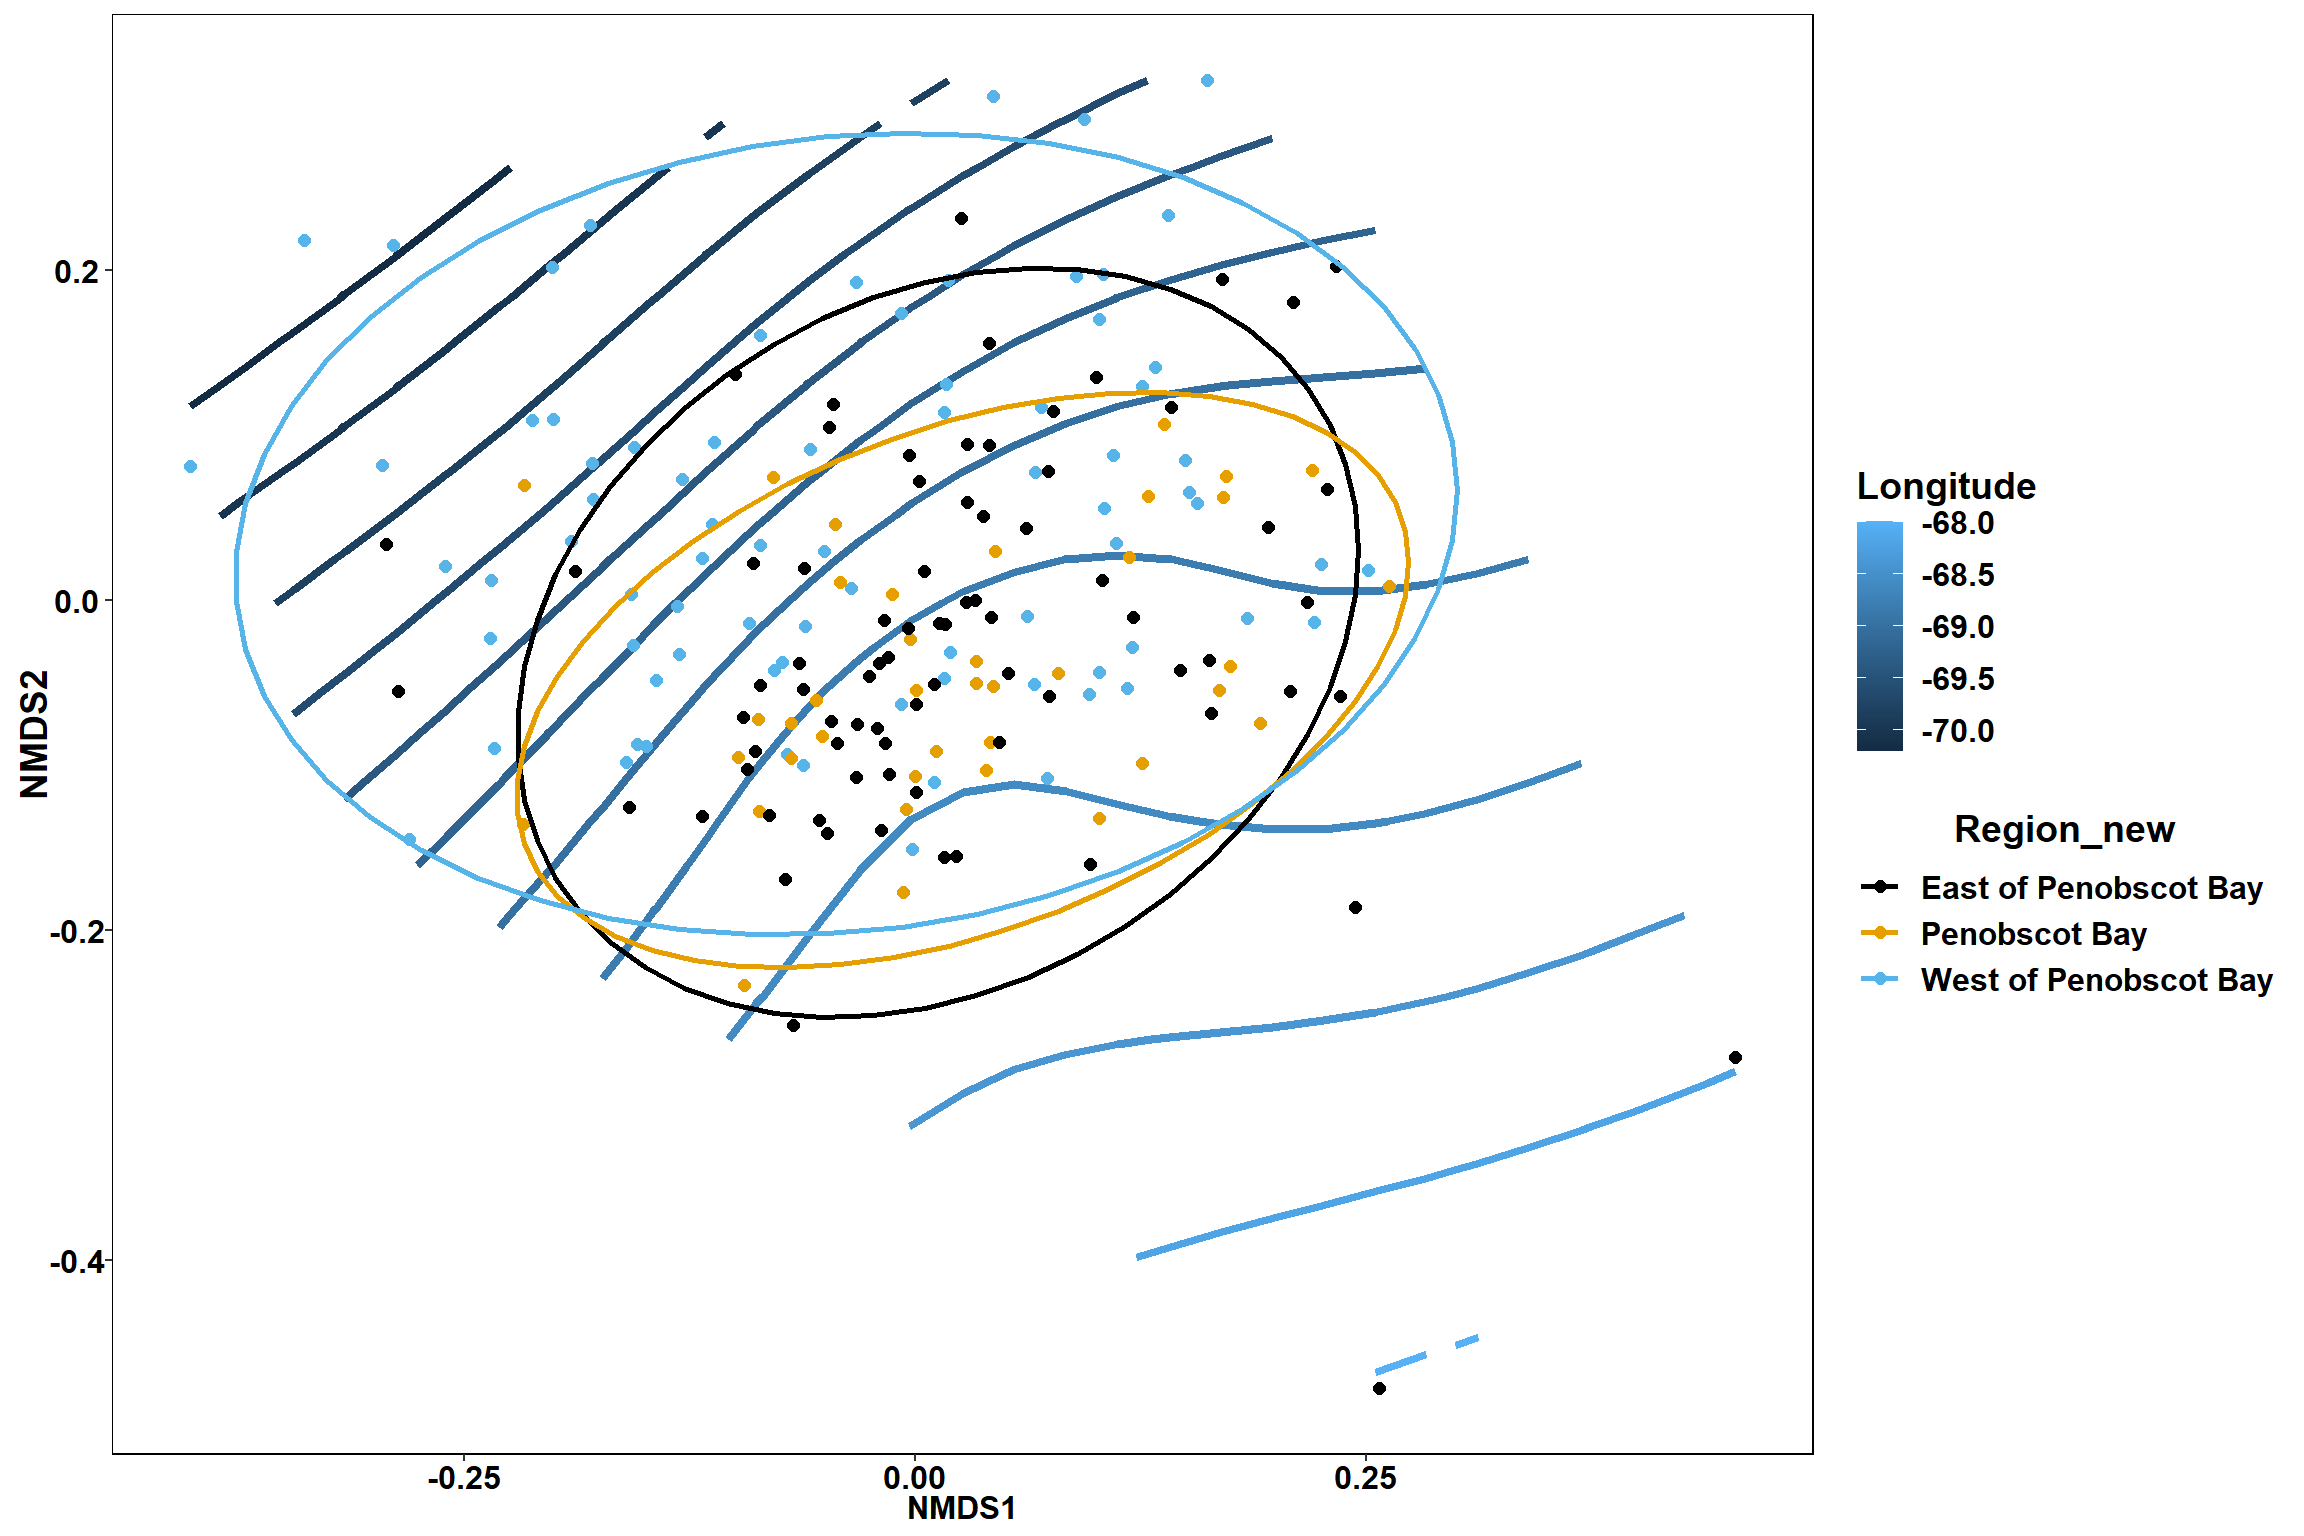 NMDS2
0.2
0.0
-0.2
-0.4
-0.25
0.00
0.25
NMDS1
Longitude
-68.0
-68.5
-69.0
-69.5
-70.0
Region_new
East of Penobscot Bay
Penobscot Bay
West of Penobscot Bay